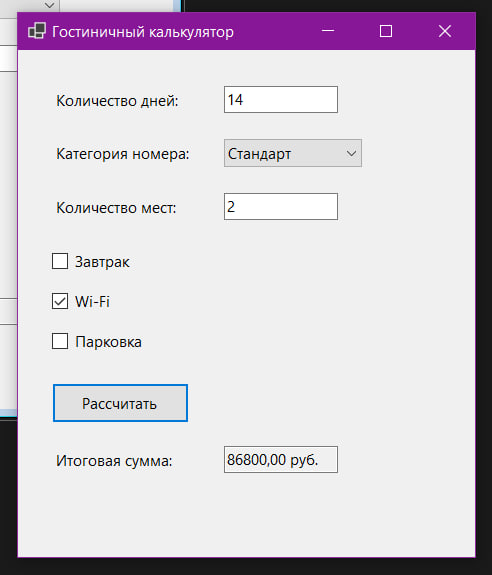 Гостиничный калькулятор
Количество дней: 14
Категория номера: Стандарт
Количество мест: 2
Завтрак
Wi-Fi
Парковка
Рассчитать
Итоговая сумма: 86800,00 руб.